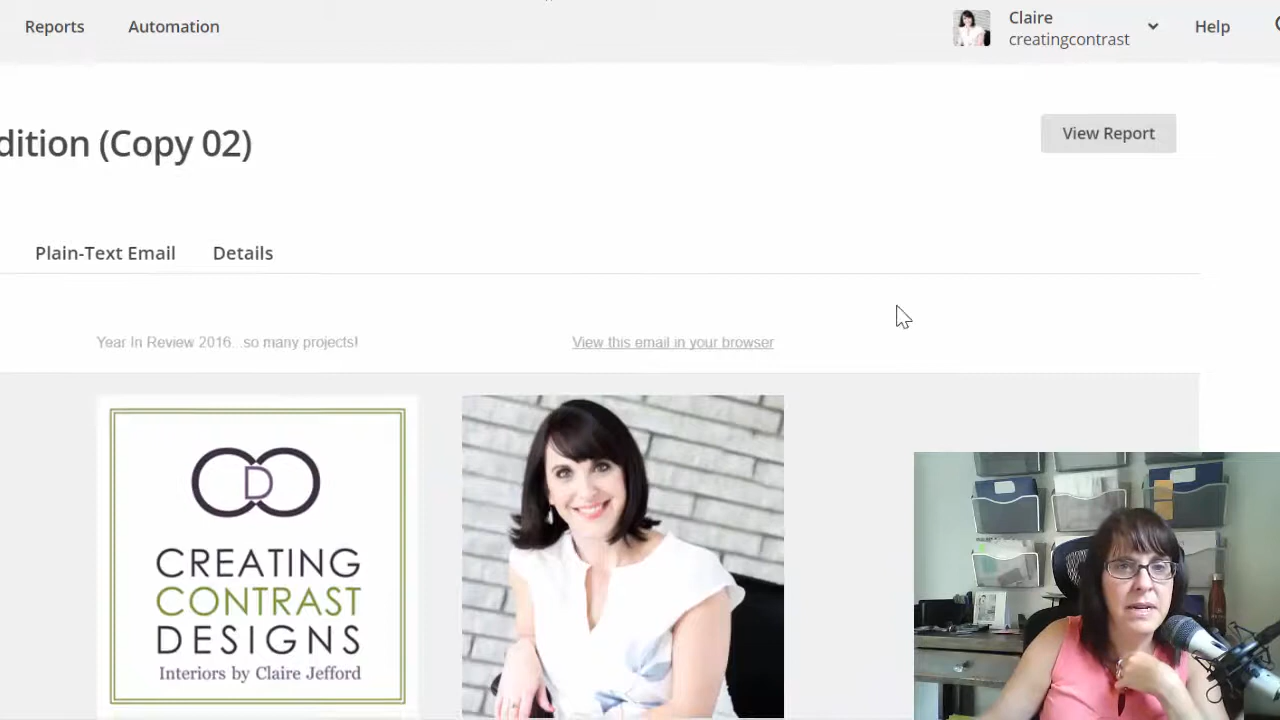 Reports Automation Claire Help
creatingcontrast
dition (Copy 02) View Report
Plain-Text Email Details
Year In Review 2016...so many projects! View this email in your browser
CDC
CREATING
CONTRAST
DESIGNS
Interiors by Claire Jefford